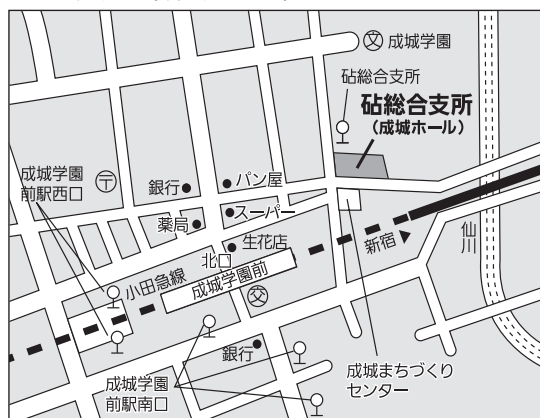 文 成城学園
砧総合支所
砧総合支所
(成城ホール)
成城学園
前駅西口
〒
銀行
パン屋
スーパー
薬局
生花店
北口
小田急線
成城学園前
交
新宿
仙川
銀行
成城学園
前駅南口
成城まちづくり
センター